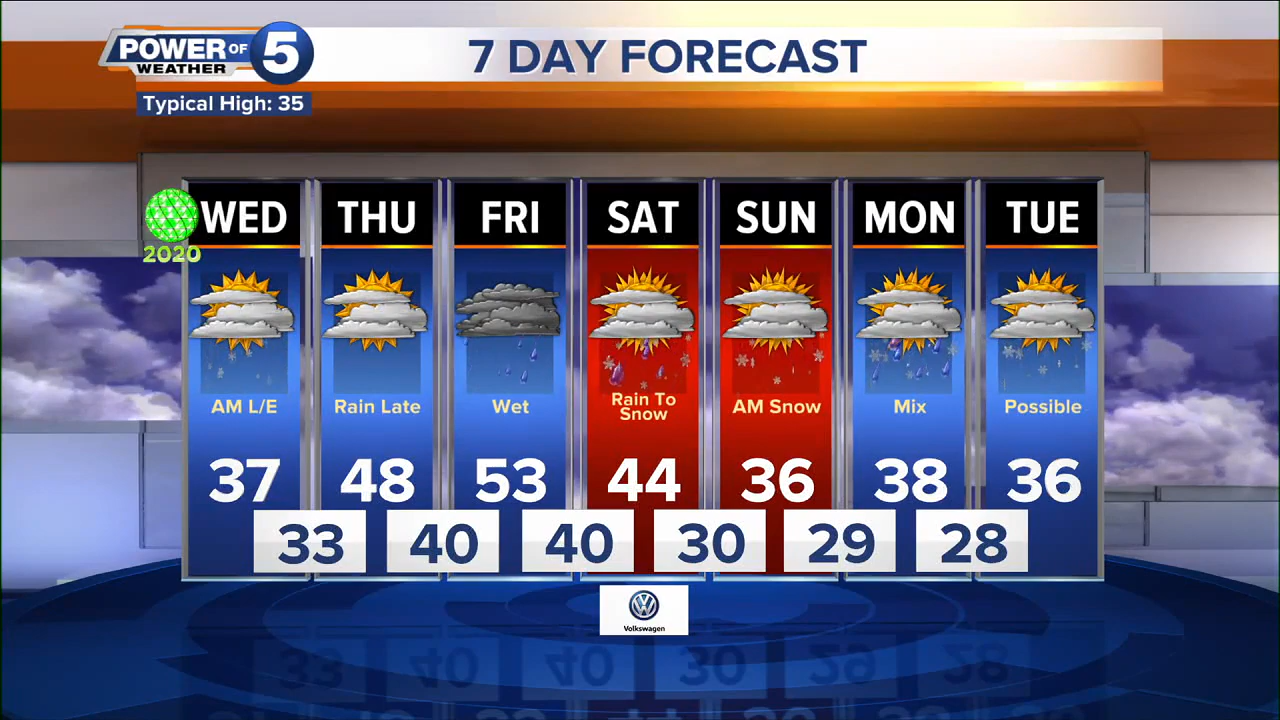 POWER OF 5
WEATHER
7 DAY FORECAST
Typical High: 35
2020
WED THU FRI SAT SUN MON TUE
AM L/E Rain Late Wet Rain To Snow AM Snow Mix Possible
37 48 53 44 36 38 36
33 40 40 30 29 28
Volkswagen